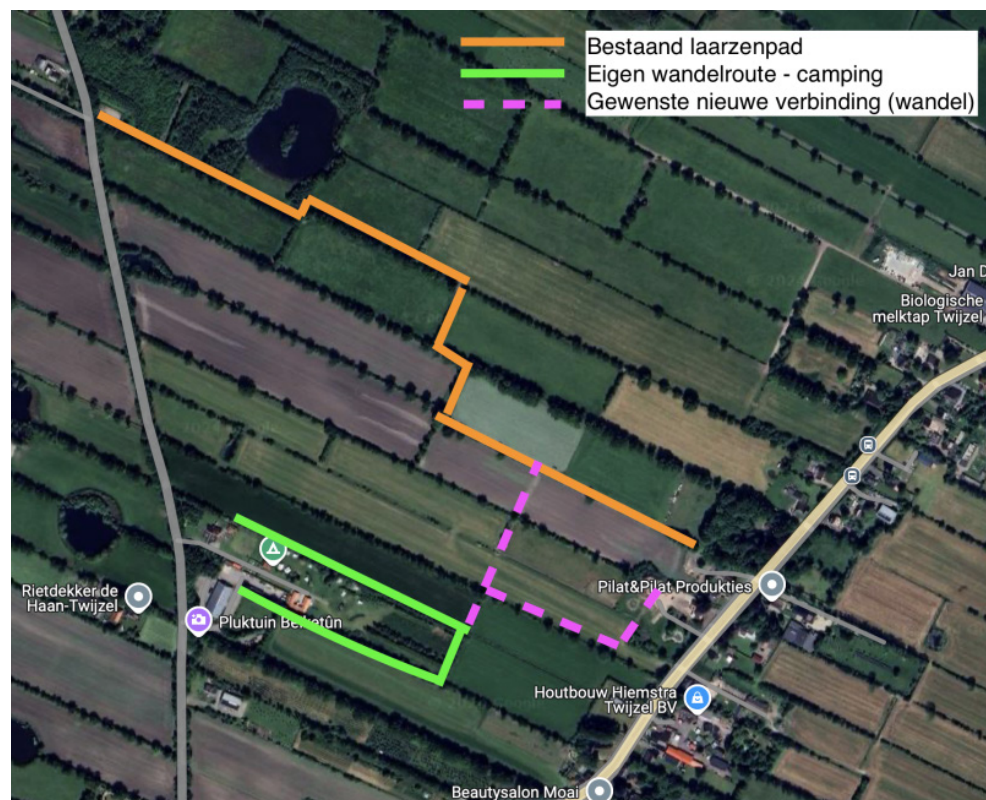 Bestaand laarzenpad
Eigen wandelroute - camping
Gewenste nieuwe verbinding (wandel)
Jan D
Biologische
melktap Twijzel
Rietdekker de
Haan-Twijzel
Pluktuin Berketûn
Pilat&Pilat Produkties
Houtbouw Hiemstra
Twijzel BV
Beautysalon Moai